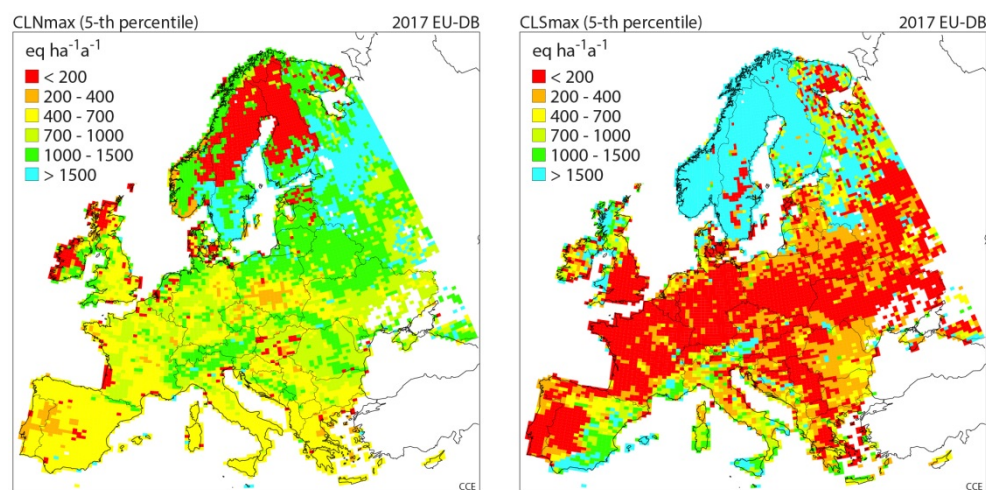 CLNmax (5-th percentile) 2017 EU-DB
eq ha⁻¹a⁻¹
< 200
200 - 400
400 - 700
700 - 1000
1000 - 1500
> 1500
CCE
CLSmax (5-th percentile) 2017 EU-DB
eq ha⁻¹a⁻¹
< 200
200 - 400
400 - 700
700 - 1000
1000 - 1500
> 1500
CCE